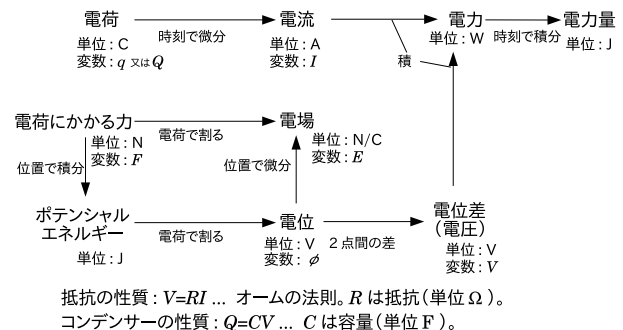 電荷
単位：C
変数：q 又は Q
時刻で微分
電流
単位：A
変数：I
積
電力
単位：W
時刻で積分
電力量
単位：J
電荷にかかる力
単位：N
変数：F
電荷で割る
電場
単位：N/C
変数：E
位置で積分
位置で微分
ポテンシャル
エネルギー
単位：J
電荷で割る
電位
単位：V
変数：ϕ
２点間の差
電位差
（電圧）
単位：V
変数：V
抵抗の性質：V=RI ... オームの法則。R は抵抗（単位 Ω）。
コンデンサーの性質：Q=CV ... C は容量（単位 F）。